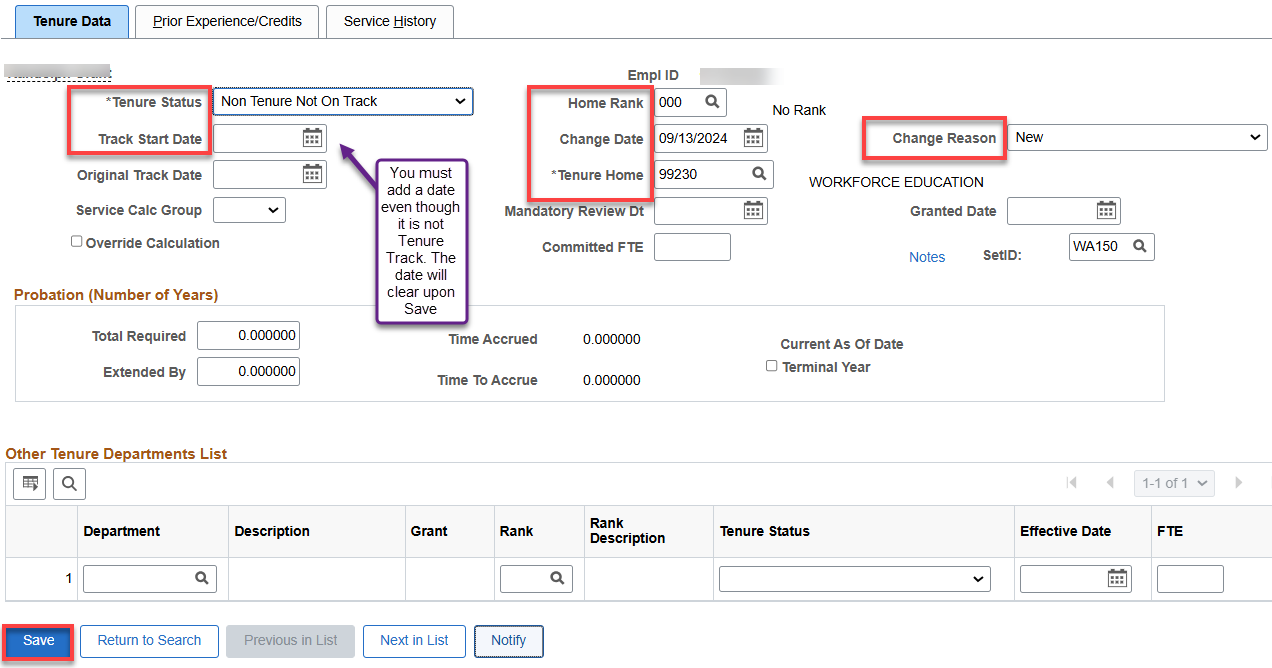 Tenure Data
Prior Experience/Credits
Service History
Empl ID
*Tenure Status
Non Tenure Not On Track
Home Rank
000
No Rank
Track Start Date
Change Date
09/13/2024
Change Reason
New
Original Track Date
*Tenure Home
99230
WORKFORCE EDUCATION
Service Calc Group
Mandatory Review Dt
Granted Date
Override Calculation
Committed FTE
Notes
SetID:
WA150
You must
add a date
even though
it is not
Tenure
Track. The
date will
clear upon
Save
Probation (Number of Years)
Total Required
0.000000
Time Accrued
0.000000
Current As Of Date
Extended By
0.000000
Time To Accrue
0.000000
Terminal Year
Other Tenure Departments List
1-1 of 1
Department
Description
Grant
Rank
Rank
Description
Tenure Status
Effective Date
FTE
1
Save
Return to Search
Previous in List
Next in List
Notify